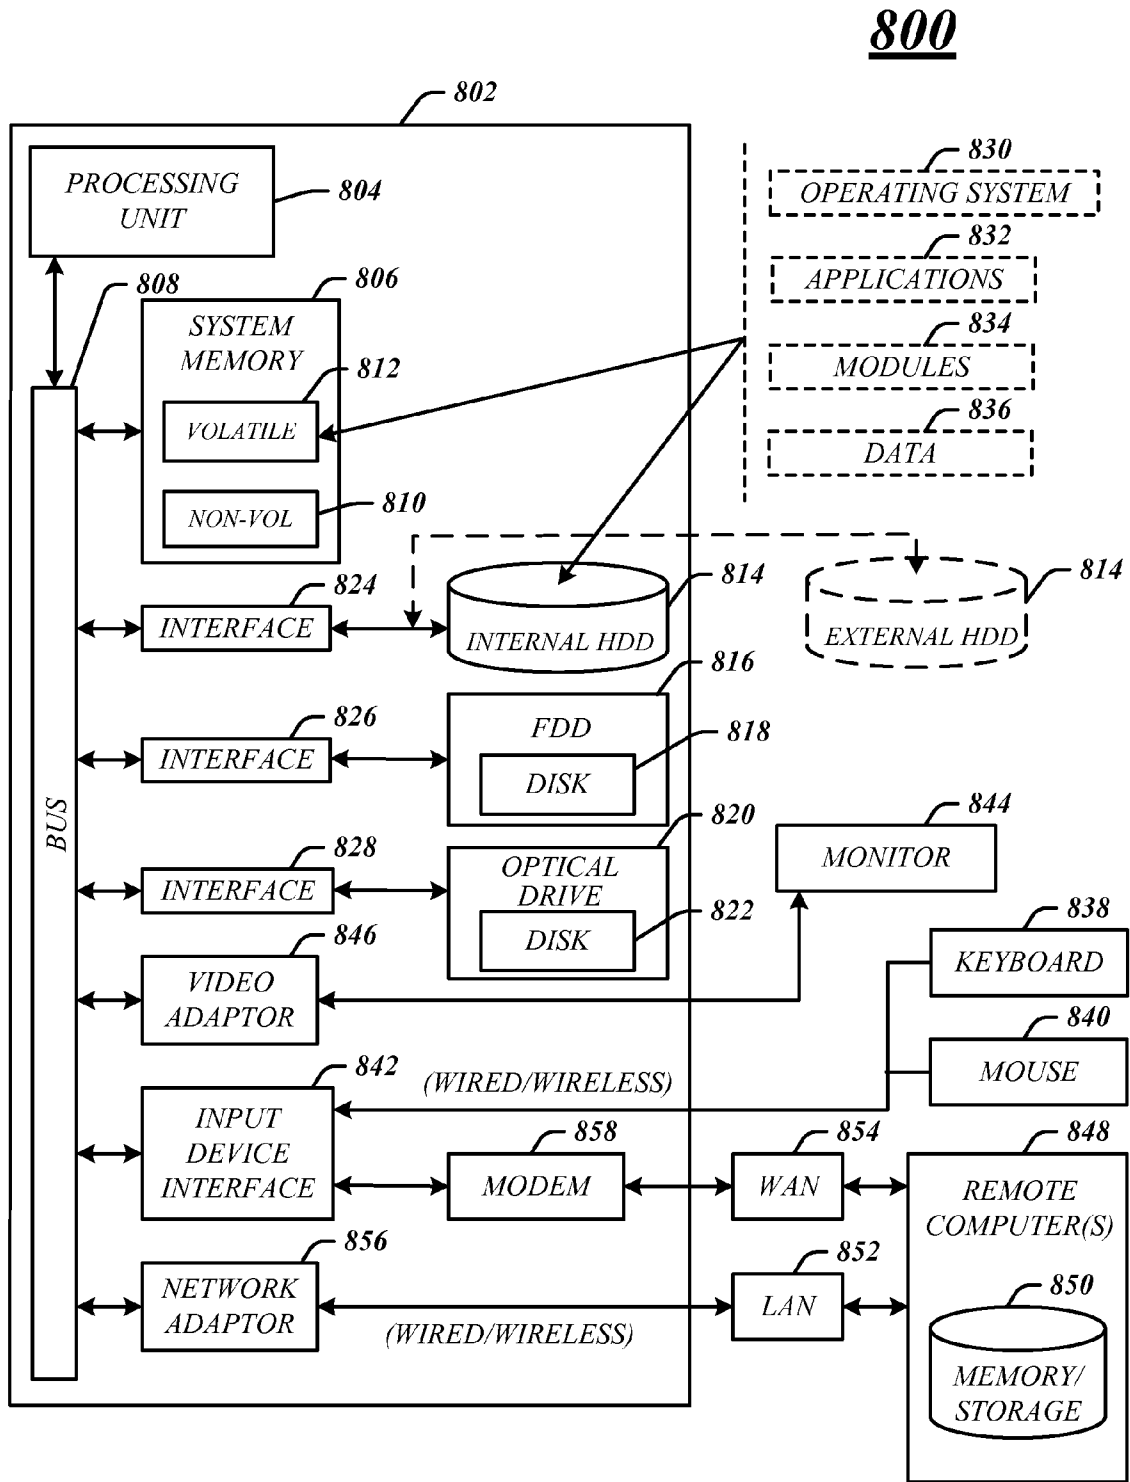 800
802
PROCESSING
UNIT
804
830
OPERATING SYSTEM
808
806
832
SYSTEM
MEMORY
APPLICATIONS
812
834
VOLATILE
MODULES
836
DATA
810
NON-VOL
824
814
814
INTERFACE
INTERNAL HDD
EXTERNAL HDD
816
826
FDD
818
INTERFACE
DISK
BUS
820
844
828
OPTICAL
DRIVE
MONITOR
INTERFACE
822
DISK
838
846
KEYBOARD
VIDEO
ADAPTOR
840
842
(WIRED/WIRELESS)
MOUSE
INPUT
DEVICE
INTERFACE
858
854
848
MODEM
WAN
REMOTE
COMPUTER(S)
856
852
NETWORK
ADAPTOR
LAN
850
(WIRED/WIRELESS)
MEMORY/
STORAGE